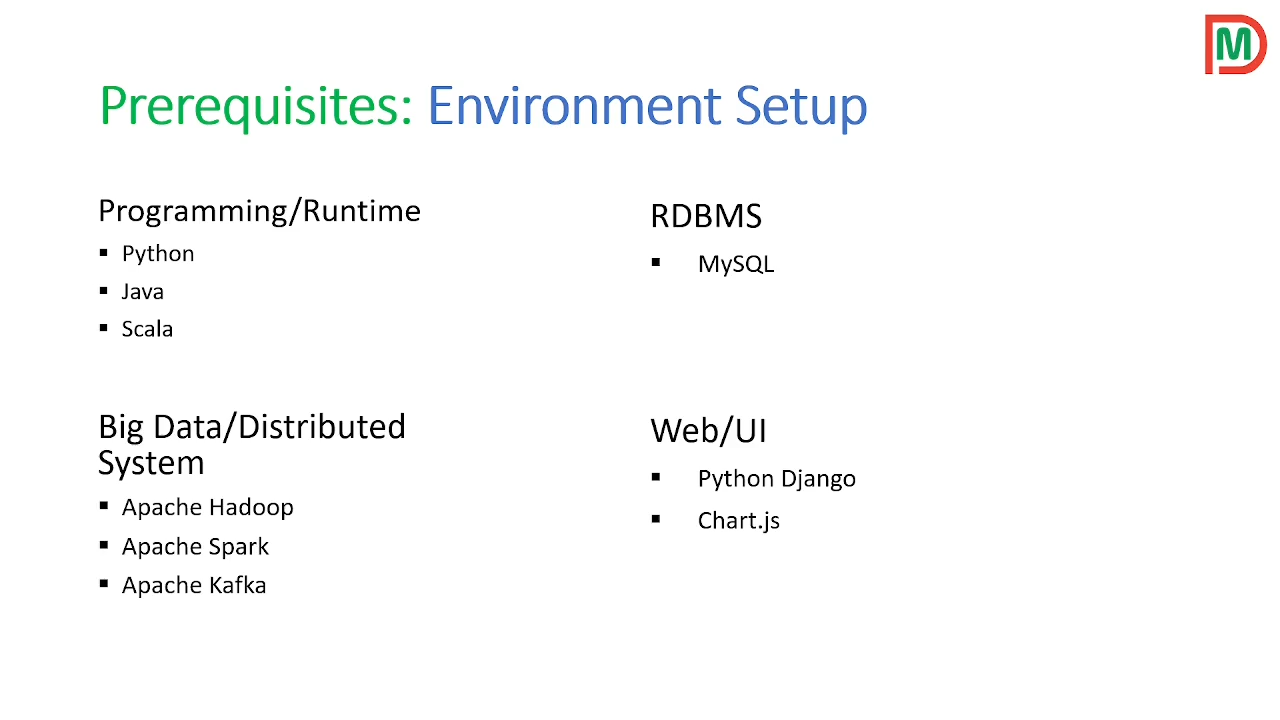 M
Prerequisites: Environment Setup
Programming/Runtime
▪ Python
▪ Java
▪ Scala
RDBMS
▪ MySQL
Big Data/Distributed
System
▪ Apache Hadoop
▪ Apache Spark
▪ Apache Kafka
Web/UI
▪ Python Django
▪ Chart.js